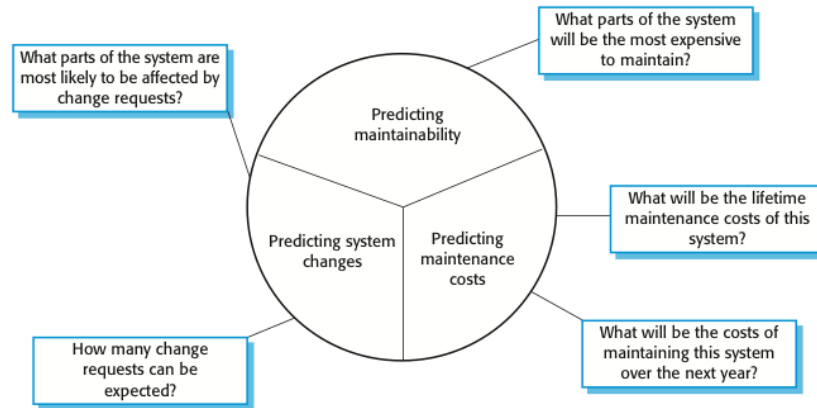 What parts of the system
will be the most expensive
to maintain?
What parts of the system are
most likely to be affected by
change requests?
Predicting
maintainability
What will be the lifetime
maintenance costs of this
system?
Predicting system
changes
Predicting
maintenance
costs
What will be the costs of
maintaining this system
over the next year?
How many change
requests can be
expected?